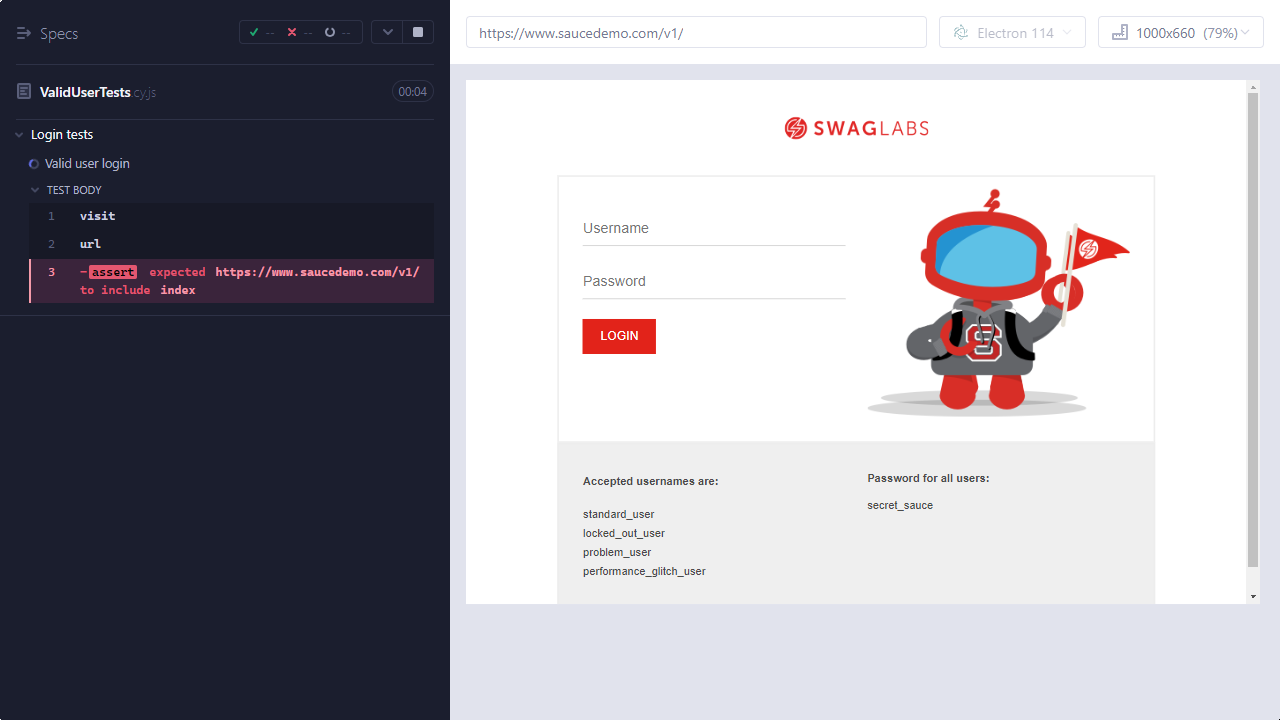 Specs
-- -- --
ValidUserTests.cy.js 00:04
Login tests
Valid user login
TEST BODY
1 visit
2 url
3 -assert expected https://www.saucedemo.com/v1/
to include index
https://www.saucedemo.com/v1/
Electron 114
1000x660 (79%)
SWAGLABS
Username
Password
LOGIN
S
Accepted usernames are:
standard_user
locked_out_user
problem_user
performance_glitch_user
Password for all users:
secret_sauce